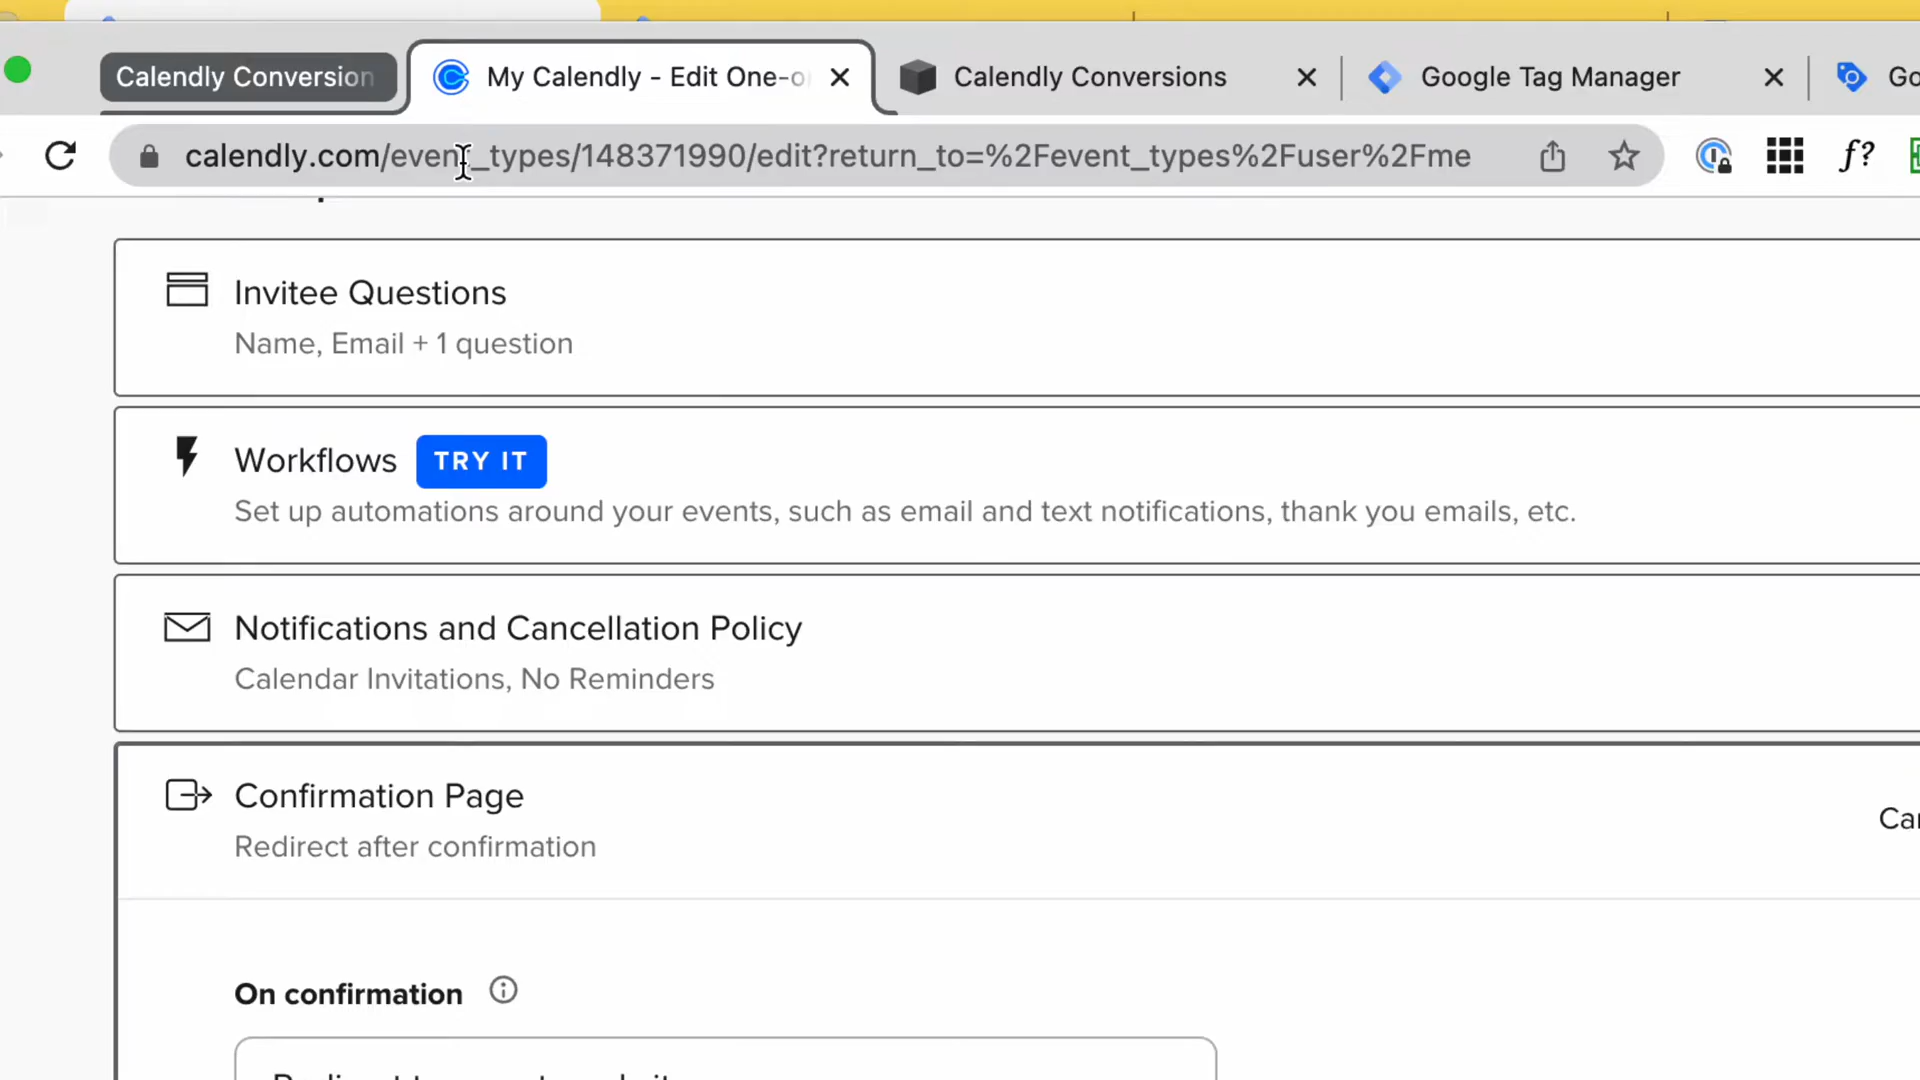 Calendly Conversion
My Calendly - Edit One-o
Calendly Conversions
Google Tag Manager
Go
calendly.com/event_types/148371990/edit?return_to=%2Fevent_types%2Fuser%2Fme
f?
Invitee Questions
Name, Email + 1 question
Workflows TRY IT
Set up automations around your events, such as email and text notifications, thank you emails, etc.
Notifications and Cancellation Policy
Calendar Invitations, No Reminders
Confirmation Page
Redirect after confirmation
Can
On confirmation